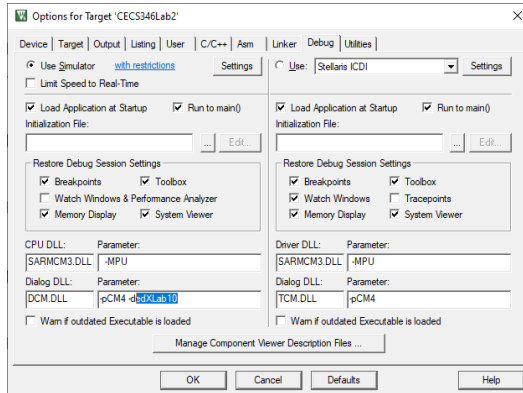 Options for Target 'CECS346Lab2'
Device | Target | Output | Listing | User | C/C++ | Asm | Linker Debug Utilities
Use Simulator with restrictions Settings Use: Stellaris ICDI Settings
Limit Speed to Real-Time
Load Application at Startup Run to main() Load Application at Startup Run to main()
Initialization File: Initialization File:
... Edit... ... Edit...
Restore Debug Session Settings Restore Debug Session Settings
Breakpoints Toolbox Breakpoints Toolbox
Watch Windows & Performance Analyzer Watch Windows Tracepoints
Memory Display System Viewer Memory Display System Viewer
CPU DLL: Parameter: Driver DLL: Parameter:
SARMCM3.DLL -MPU SARMCM3.DLL -MPU
Dialog DLL: Parameter: Dialog DLL: Parameter:
DCM.DLL -pCM4 -dedXLab10 TCM.DLL -pCM4
Warn if outdated Executable is loaded Warn if outdated Executable is loaded
Manage Component Viewer Description Files ...
OK Cancel Defaults Help